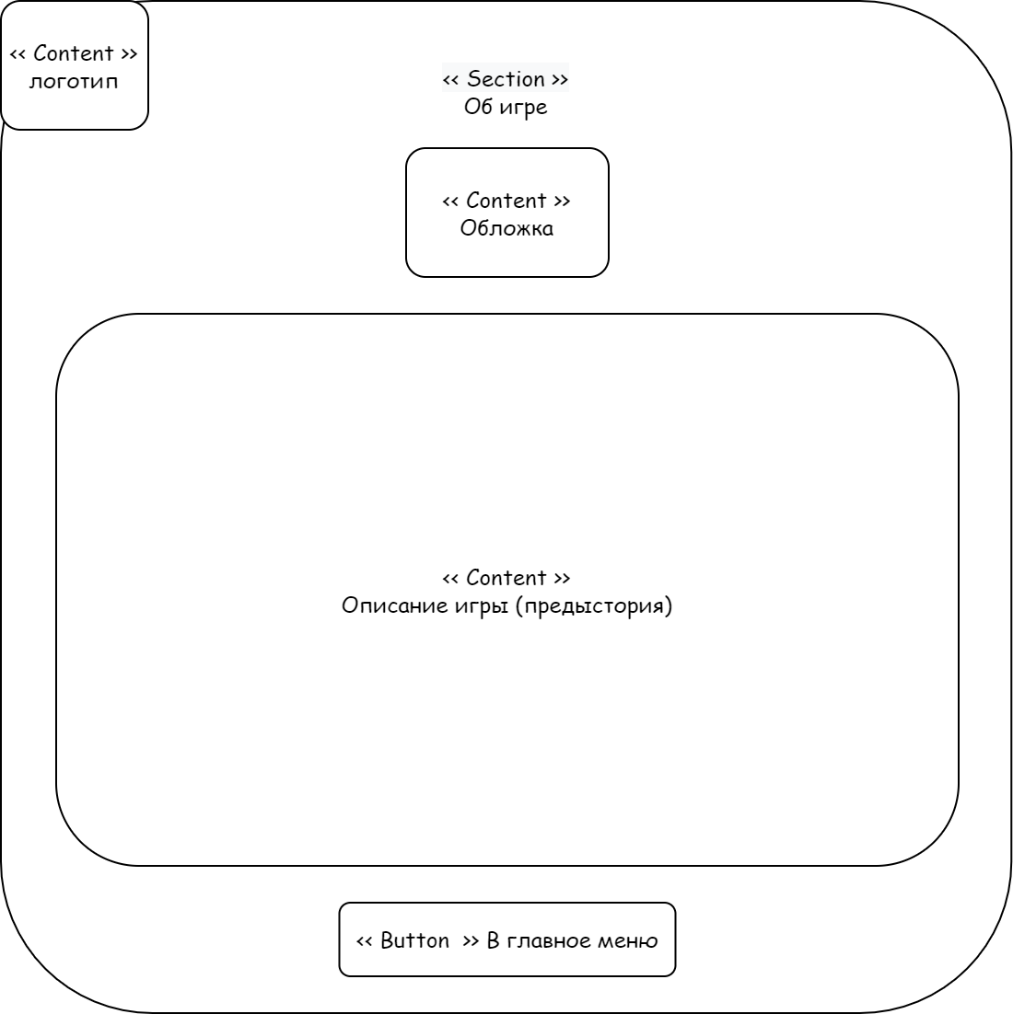 << Content >>
логотип
<< Section >>
Об игре
<< Content >>
Обложка
<< Content >>
Описание игры (предыстория)
<< Button  >> В главное меню